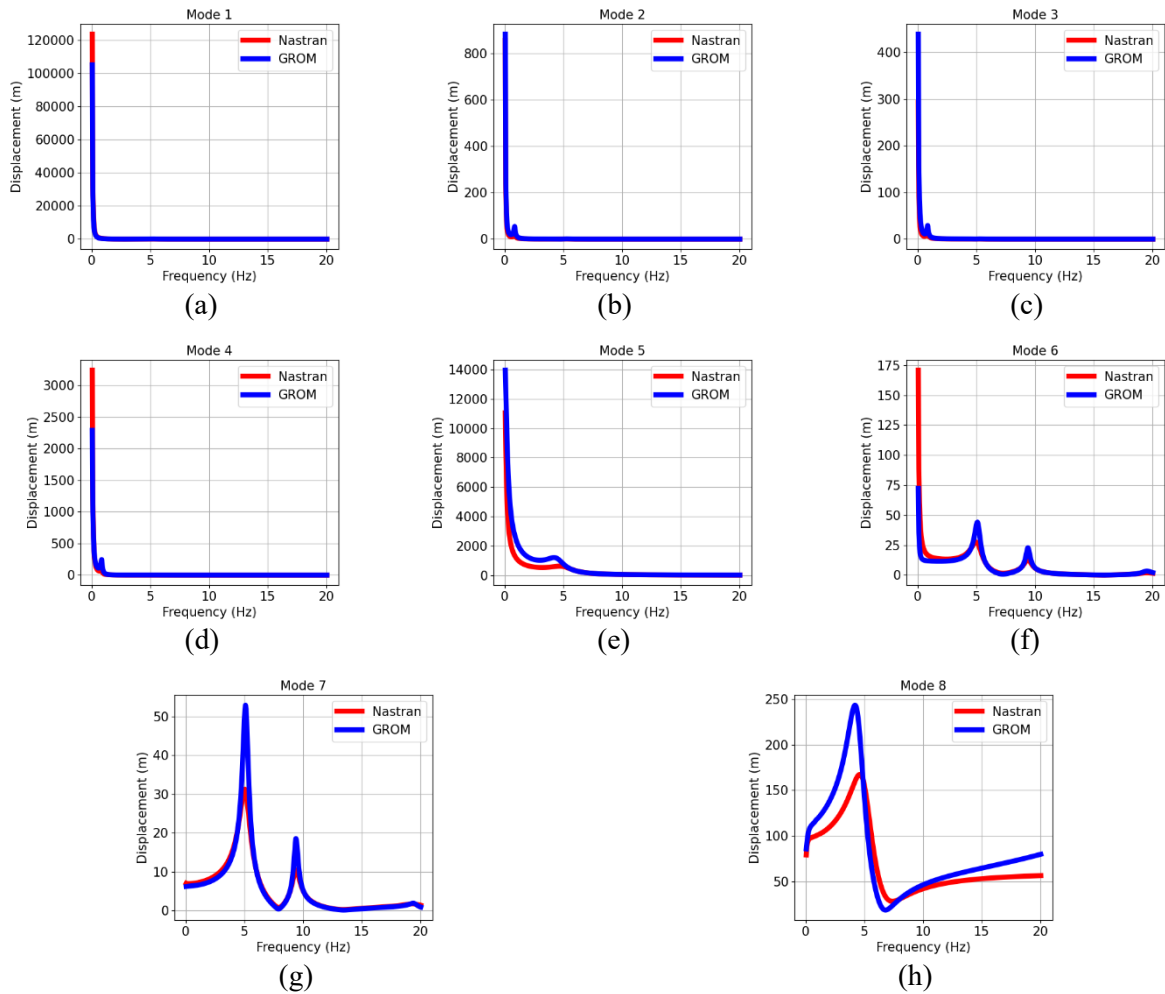 Mode 1
Displacement (m)
120000
100000
80000
60000
40000
20000
0
Nastran
GROM
0 5 10 15 20
Frequency (Hz)
(a)
Mode 2
Displacement (m)
800
600
400
200
0
Nastran
GROM
0 5 10 15 20
Frequency (Hz)
(b)
Mode 3
Displacement (m)
400
300
200
100
0
Nastran
GROM
0 5 10 15 20
Frequency (Hz)
(c)
Mode 4
Displacement (m)
3000
2500
2000
1500
1000
500
0
Nastran
GROM
0 5 10 15 20
Frequency (Hz)
(d)
Mode 5
Displacement (m)
14000
12000
10000
8000
6000
4000
2000
0
Nastran
GROM
0 5 10 15 20
Frequency (Hz)
(e)
Mode 6
Displacement (m)
175
150
125
100
75
50
25
0
Nastran
GROM
0 5 10 15 20
Frequency (Hz)
(f)
Mode 7
Displacement (m)
50
40
30
20
10
0
Nastran
GROM
0 5 10 15 20
Frequency (Hz)
(g)
Mode 8
Displacement (m)
250
200
150
100
50
Nastran
GROM
0 5 10 15 20
Frequency (Hz)
(h)